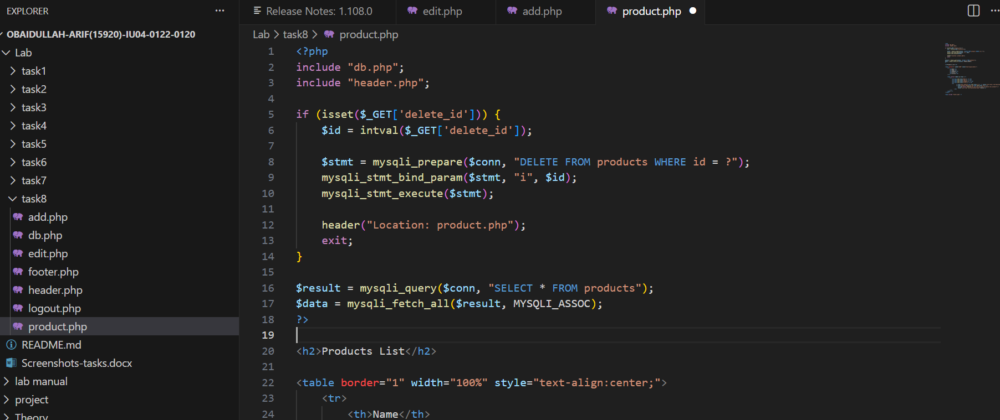 EXPLORER
OBAIDULLAH-ARIF(15920)-IU04-0122-0120
Lab
task1
task2
task3
task4
task5
task6
task7
task8
add.php
db.php
edit.php
footer.php
header.php
logout.php
product.php
README.md
Screenshots-tasks.docx
lab manual
project
Theory
Release Notes: 1.108.0
edit.php
add.php
product.php
Lab > task8 > product.php
1 <?php
2 include "db.php";
3 include "header.php";
4
5 if (isset($_GET['delete_id'])) {
6     $id = intval($_GET['delete_id']);
7
8     $stmt = mysqli_prepare($conn, "DELETE FROM products WHERE id = ?");
9     mysqli_stmt_bind_param($stmt, "i", $id);
10     mysqli_stmt_execute($stmt);
11
12     header("Location: product.php");
13     exit;
14 }
15
16 $result = mysqli_query($conn, "SELECT * FROM products");
17 $data = mysqli_fetch_all($result, MYSQLI_ASSOC);
18 ?>
19
20 <h2>Products List</h2>
21
22 <table border="1" width="100%" style="text-align:center;">
23     <tr>
24         <th>Name</th>